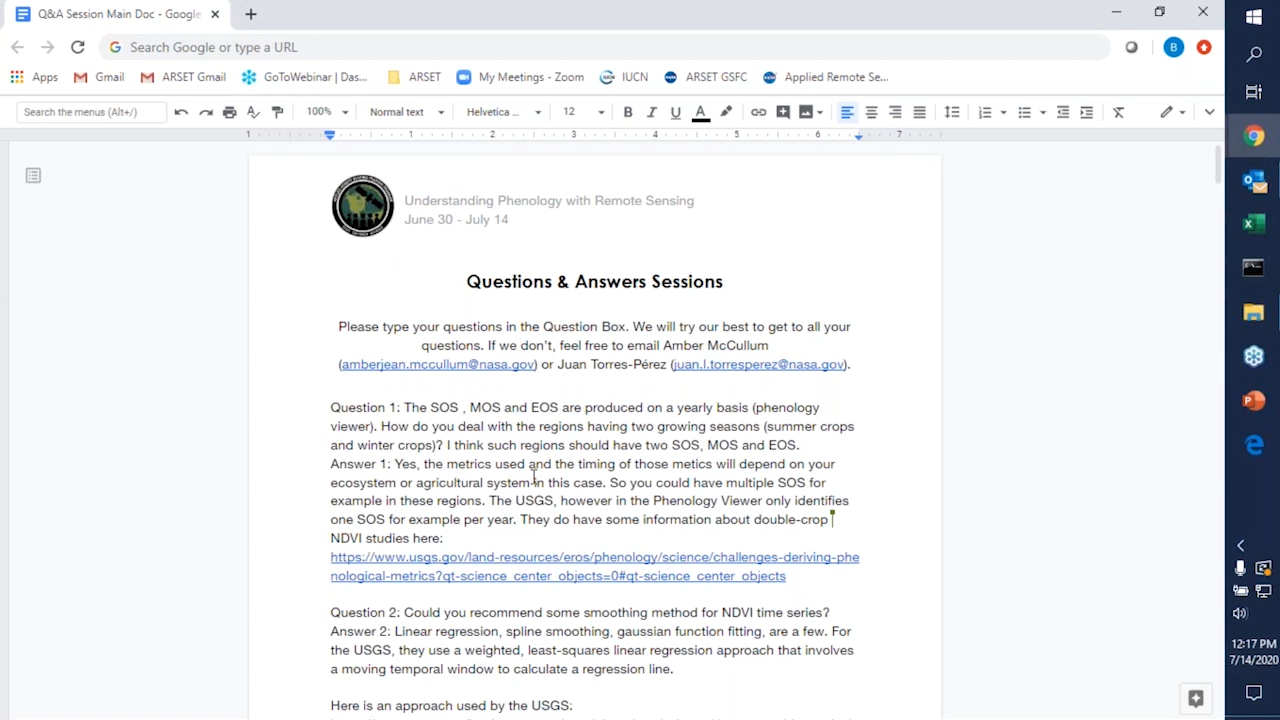 Q&A Session Main Doc - Google
Search Google or type a URL
B
Apps
Gmail
ARSET Gmail
GoToWebinar | Das...
ARSET
My Meetings - Zoom
IUCN
ARSET GSFC
Applied Remote Se...
Search the menus (Alt+/)
100%
Normal text
Helvetica ...
12
B I U A
1 1 2 3 4 5 6 7
Understanding Phenology with Remote Sensing
June 30 - July 14
Questions & Answers Sessions
Please type your questions in the Question Box. We will try our best to get to all your
questions. If we don't, feel free to email Amber McCullum
(amberjean.mccullum@nasa.gov) or Juan Torres-Pérez (juan.l.torresperez@nasa.gov).
Question 1: The SOS , MOS and EOS are produced on a yearly basis (phenology
viewer). How do you deal with the regions having two growing seasons (summer crops
and winter crops)? I think such regions should have two SOS, MOS and EOS.
Answer 1: Yes, the metrics used and the timing of those metics will depend on your
ecosystem or agricultural system in this case. So you could have multiple SOS for
example in these regions. The USGS, however in the Phenology Viewer only identifies
one SOS for example per year. They do have some information about double-crop
NDVI studies here:
https://www.usgs.gov/land-resources/eros/phenology/science/challenges-deriving-phe
nological-metrics?qt-science_center_objects=0#qt-science_center_objects
Question 2: Could you recommend some smoothing method for NDVI time series?
Answer 2: Linear regression, spline smoothing, gaussian function fitting, are a few. For
the USGS, they use a weighted, least-squares linear regression approach that involves
a moving temporal window to calculate a regression line.
Here is an approach used by the USGS:
12:17 PM
7/14/2020